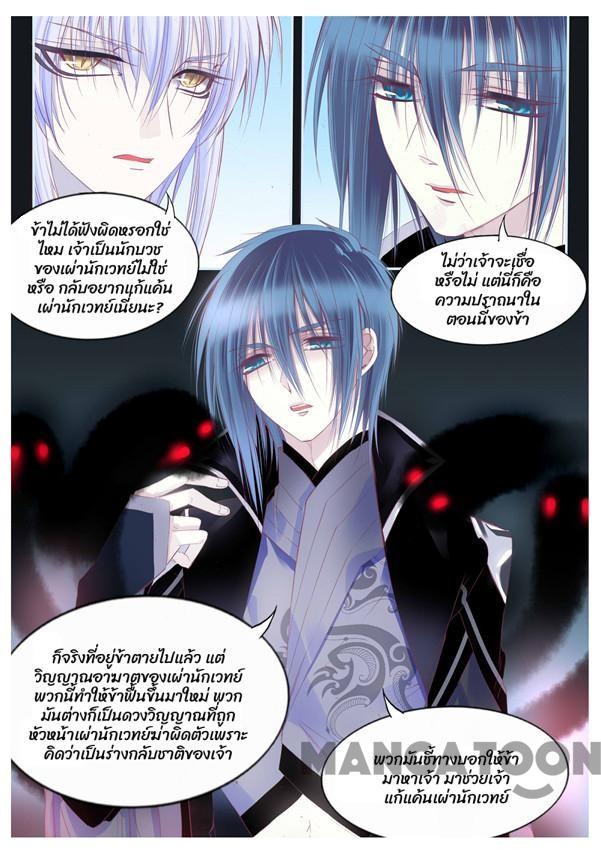 ข้าไม่ได้ฟังผิดหรอกใช่
ไหม เจ้าเป็นนักบวช
ของเผ่านักเวทย์ไม่ใช่
หรือ กลับอยากแก้แค้น
เผ่านักเวทย์เนี่ยนะ?
ไม่ว่าเจ้าจะเชื่อ
หรือไม่ แต่นี่ก็คือ
ความปราถนาใน
ตอนนี้ของข้า
ก็จริงที่อยู่ข้าตายไปแล้ว แต่
วิญญาณอาฆาตของเผ่านักเวทย์
พวกนี้ทำให้ข้าฟื้นขึ้นมาใหม่ พวก
มันต่างก็เป็นดวงวิญญาณที่ถูก
หัวหน้าเผ่านักเวทย์ฆ่าผิดตัวเพราะ
คิดว่าเป็นร่างกลับชาติของเจ้า
พวกมันชี้ทางบอกให้ข้า
มาหาเจ้า มาช่วยเจ้า
แก้แค้นเผ่านักเวทย์
MANGATOON